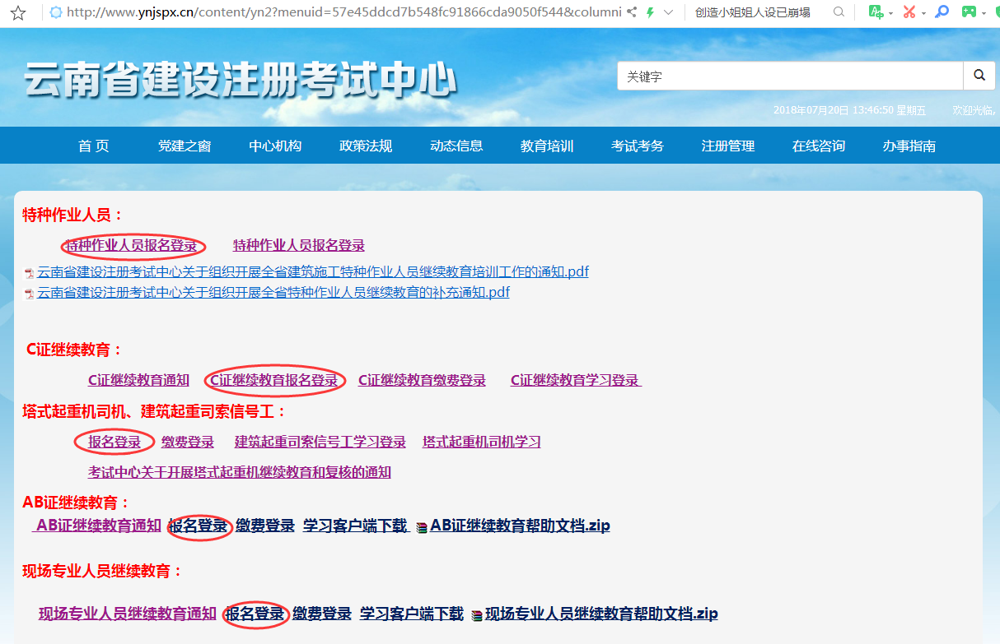 http://www.ynjspx.cn/content/yn2?menuid=57e45ddcd7b548fc91866cda9050f544&columni 创造小姐姐人设已崩塌
云南省建设注册考试中心
关键字
2018年07月20日 13:46:50 星期五 欢迎光临,
首 页 党建之窗 中心机构 政策法规 动态信息 教育培训 考试考务 注册管理 在线咨询 办事指南
特种作业人员：
特种作业人员报名登录 特种作业人员报名登录
云南省建设注册考试中心关于组织开展全省建筑施工特种作业人员继续教育培训工作的通知.pdf
云南省建设注册考试中心关于组织开展全省特种作业人员继续教育的补充通知.pdf
C证继续教育：
C证继续教育通知 C证继续教育报名登录 C证继续教育缴费登录 C证继续教育学习登录
塔式起重机司机、建筑起重司索信号工：
报名登录 缴费登录 建筑起重司索信号工学习登录 塔式起重机司机学习
考试中心关于开展塔式起重机继续教育和复核的通知
AB证继续教育：
AB证继续教育通知 报名登录 缴费登录 学习客户端下载 AB证继续教育帮助文档.zip
现场专业人员继续教育：
现场专业人员继续教育通知 报名登录 缴费登录 学习客户端下载 现场专业人员继续教育帮助文档.zip